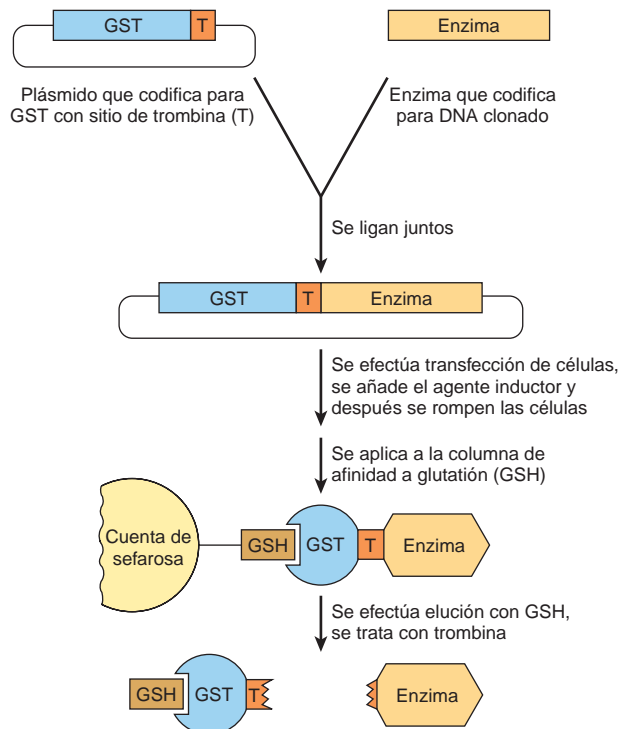 GST T
Enzima
Plásmido que codifica para
GST con sitio de trombina (T)
Enzima que codifica
para DNA clonado
Se ligan juntos
GST T Enzima
Se efectúa transfección de células,
se añade el agente inductor y
después se rompen las células
Se aplica a la columna de
afinidad a glutatión (GSH)
Cuenta de
sefarosa
GSH GST T Enzima
Se efectúa elución con GSH,
se trata con trombina
GSH GST T Enzima